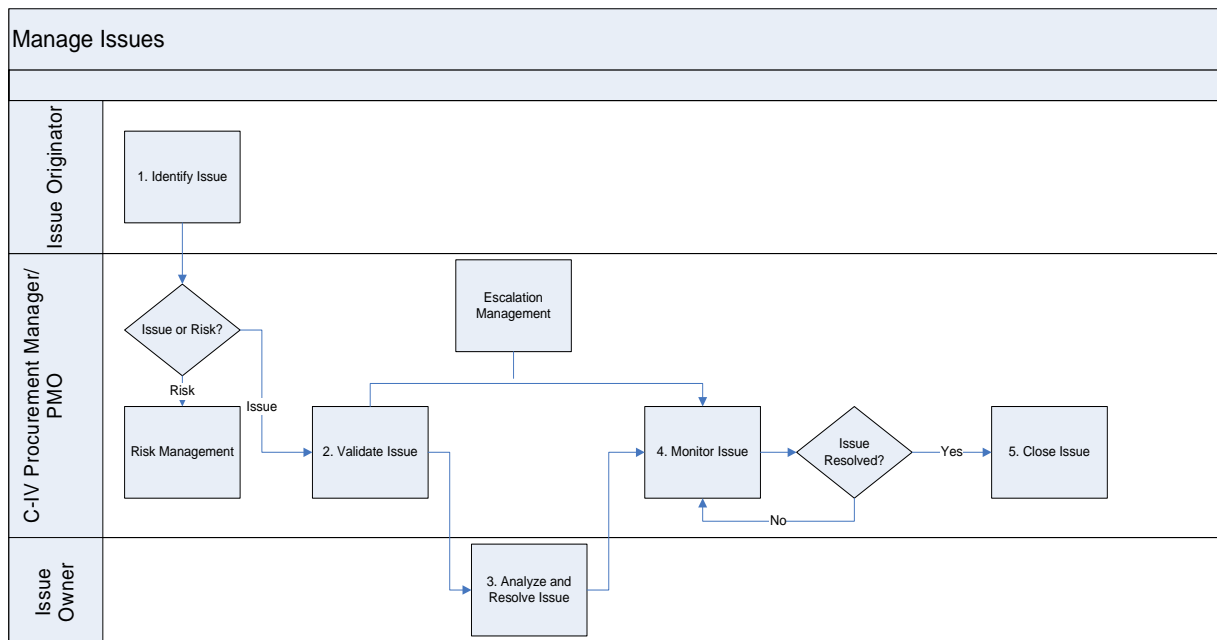 Manage Issues
Issue Originator
1. Identify Issue
C-IV Procurement Manager/
PMO
Escalation
Management
Issue or Risk?
Risk
Issue
Risk Management
2. Validate Issue
4. Monitor Issue
Issue
Resolved?
Yes
5. Close Issue
No
Issue
Owner
3. Analyze and
Resolve Issue